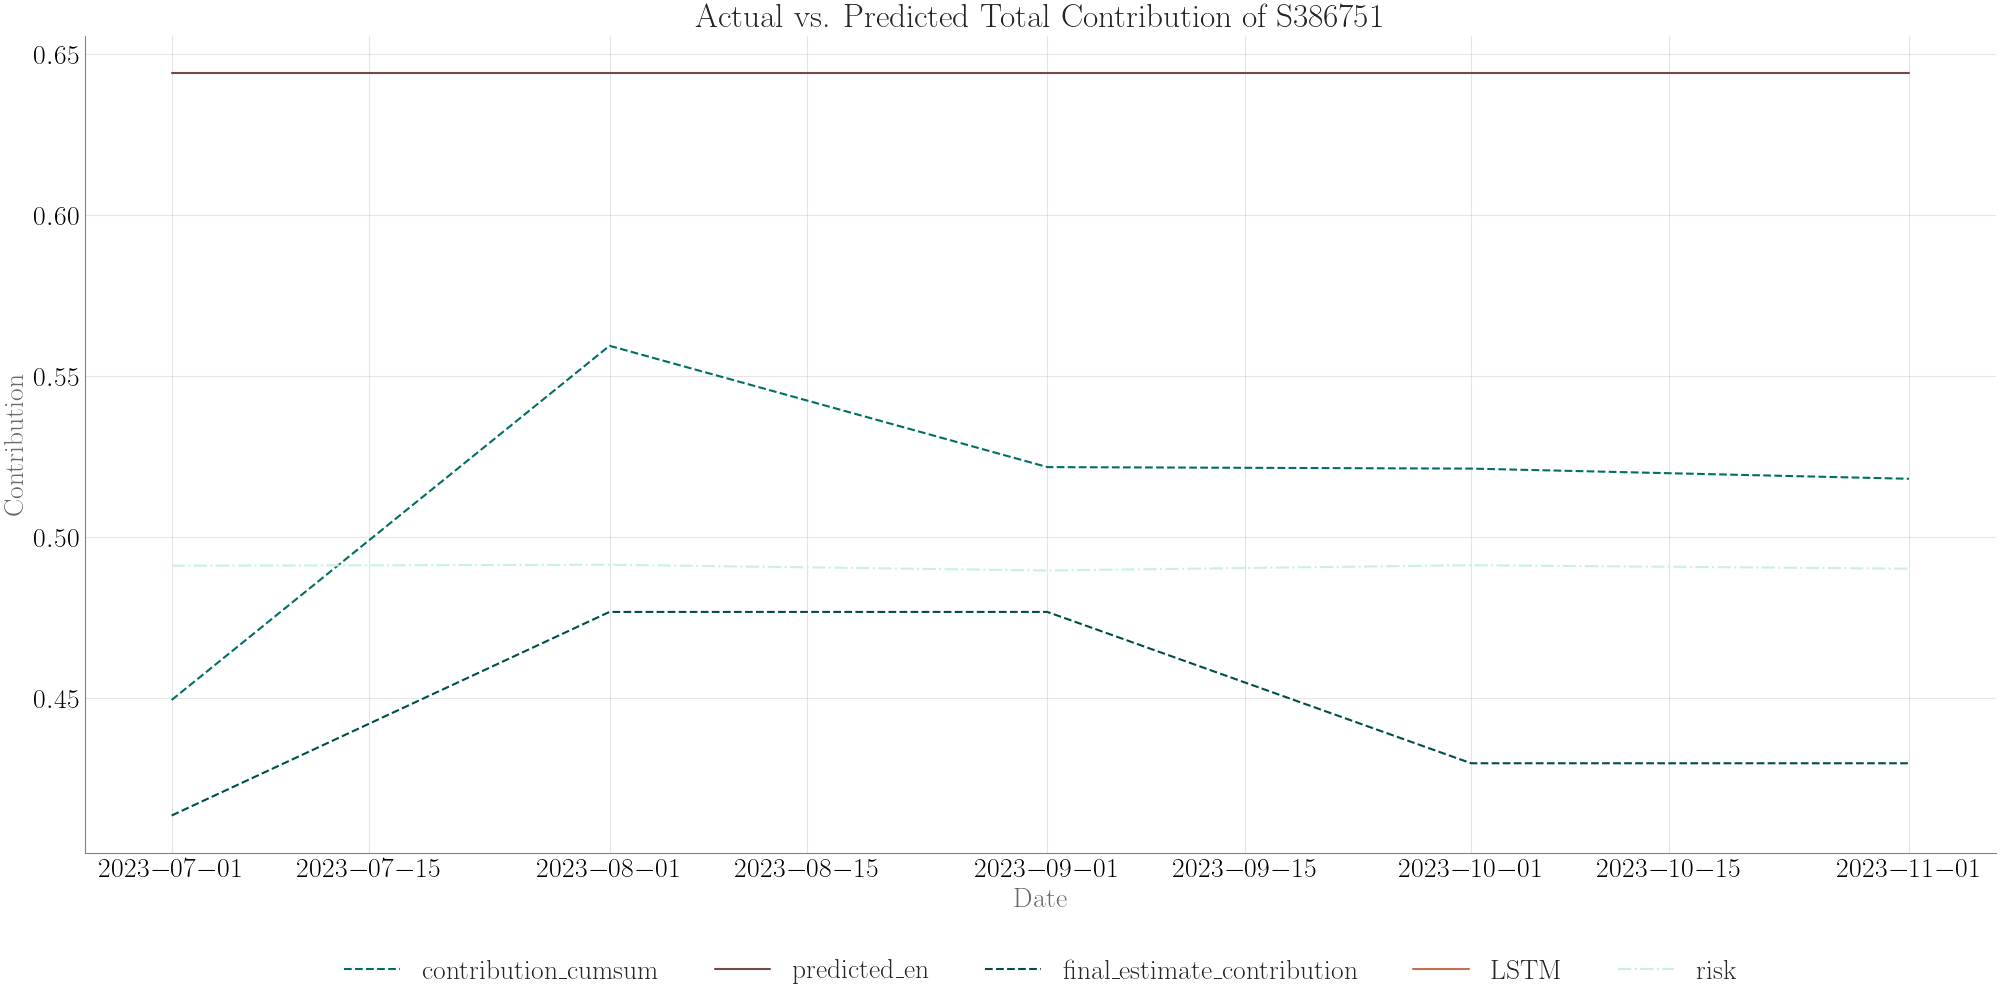 Actual vs. Predicted Total Contribution of S386751
Contribution
0.65
0.60
0.55
0.50
0.45
2023−07−01 2023−07−15 2023−08−01 2023−08−15 2023−09−01 2023−09−15 2023−10−01 2023−10−15 2023−11−01
Date
contribution_cumsum predicted_en final_estimate_contribution LSTM risk